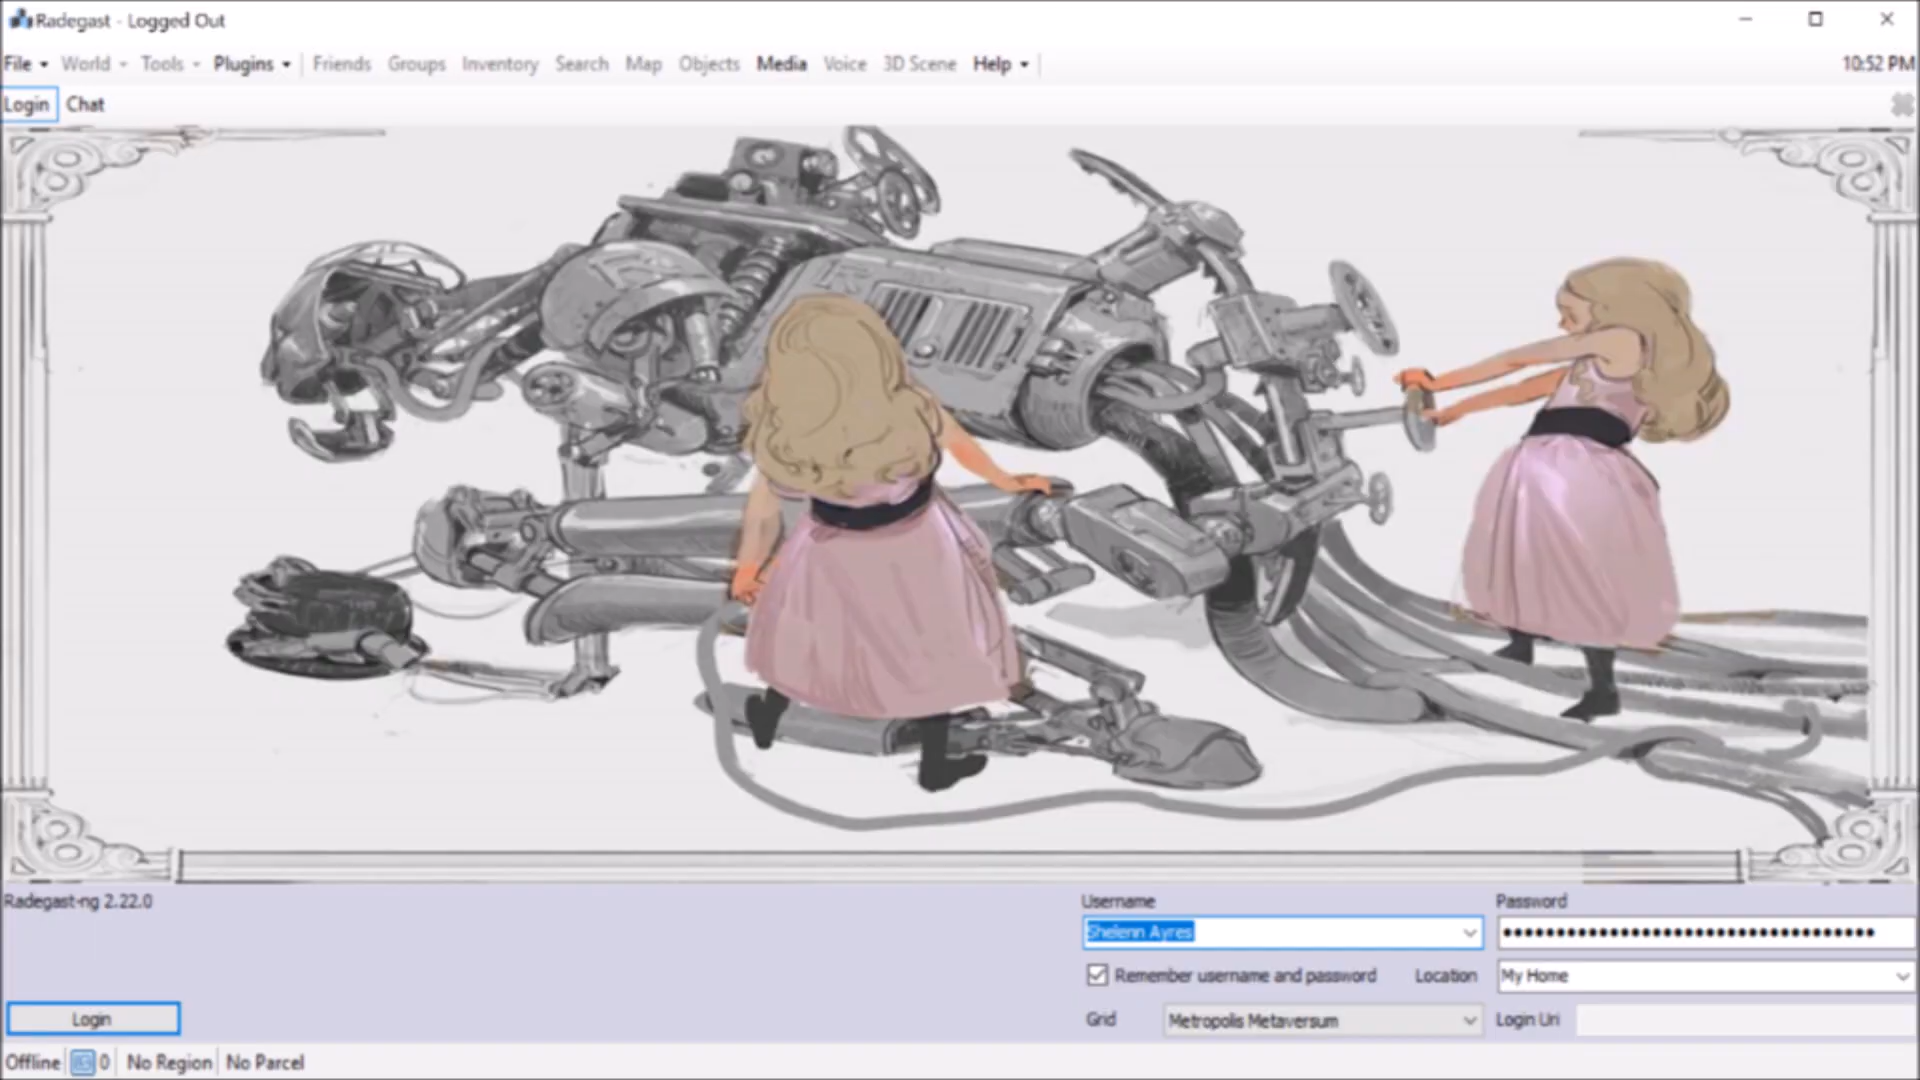 Radegast - Logged Out
File World Tools Plugins Friends Groups Inventory Search Map Objects Media Voice 3D Scene Help 10:52 PM
Login Chat
Radegast-ng 2.22.0
Username Password
Shelenn Ayres ••••••••••••••••••••••••••••••••••••
Remember username and password Location My Home
Grid Metropolis Metaversum Login Uri
Login
Offline 0 No Region No Parcel